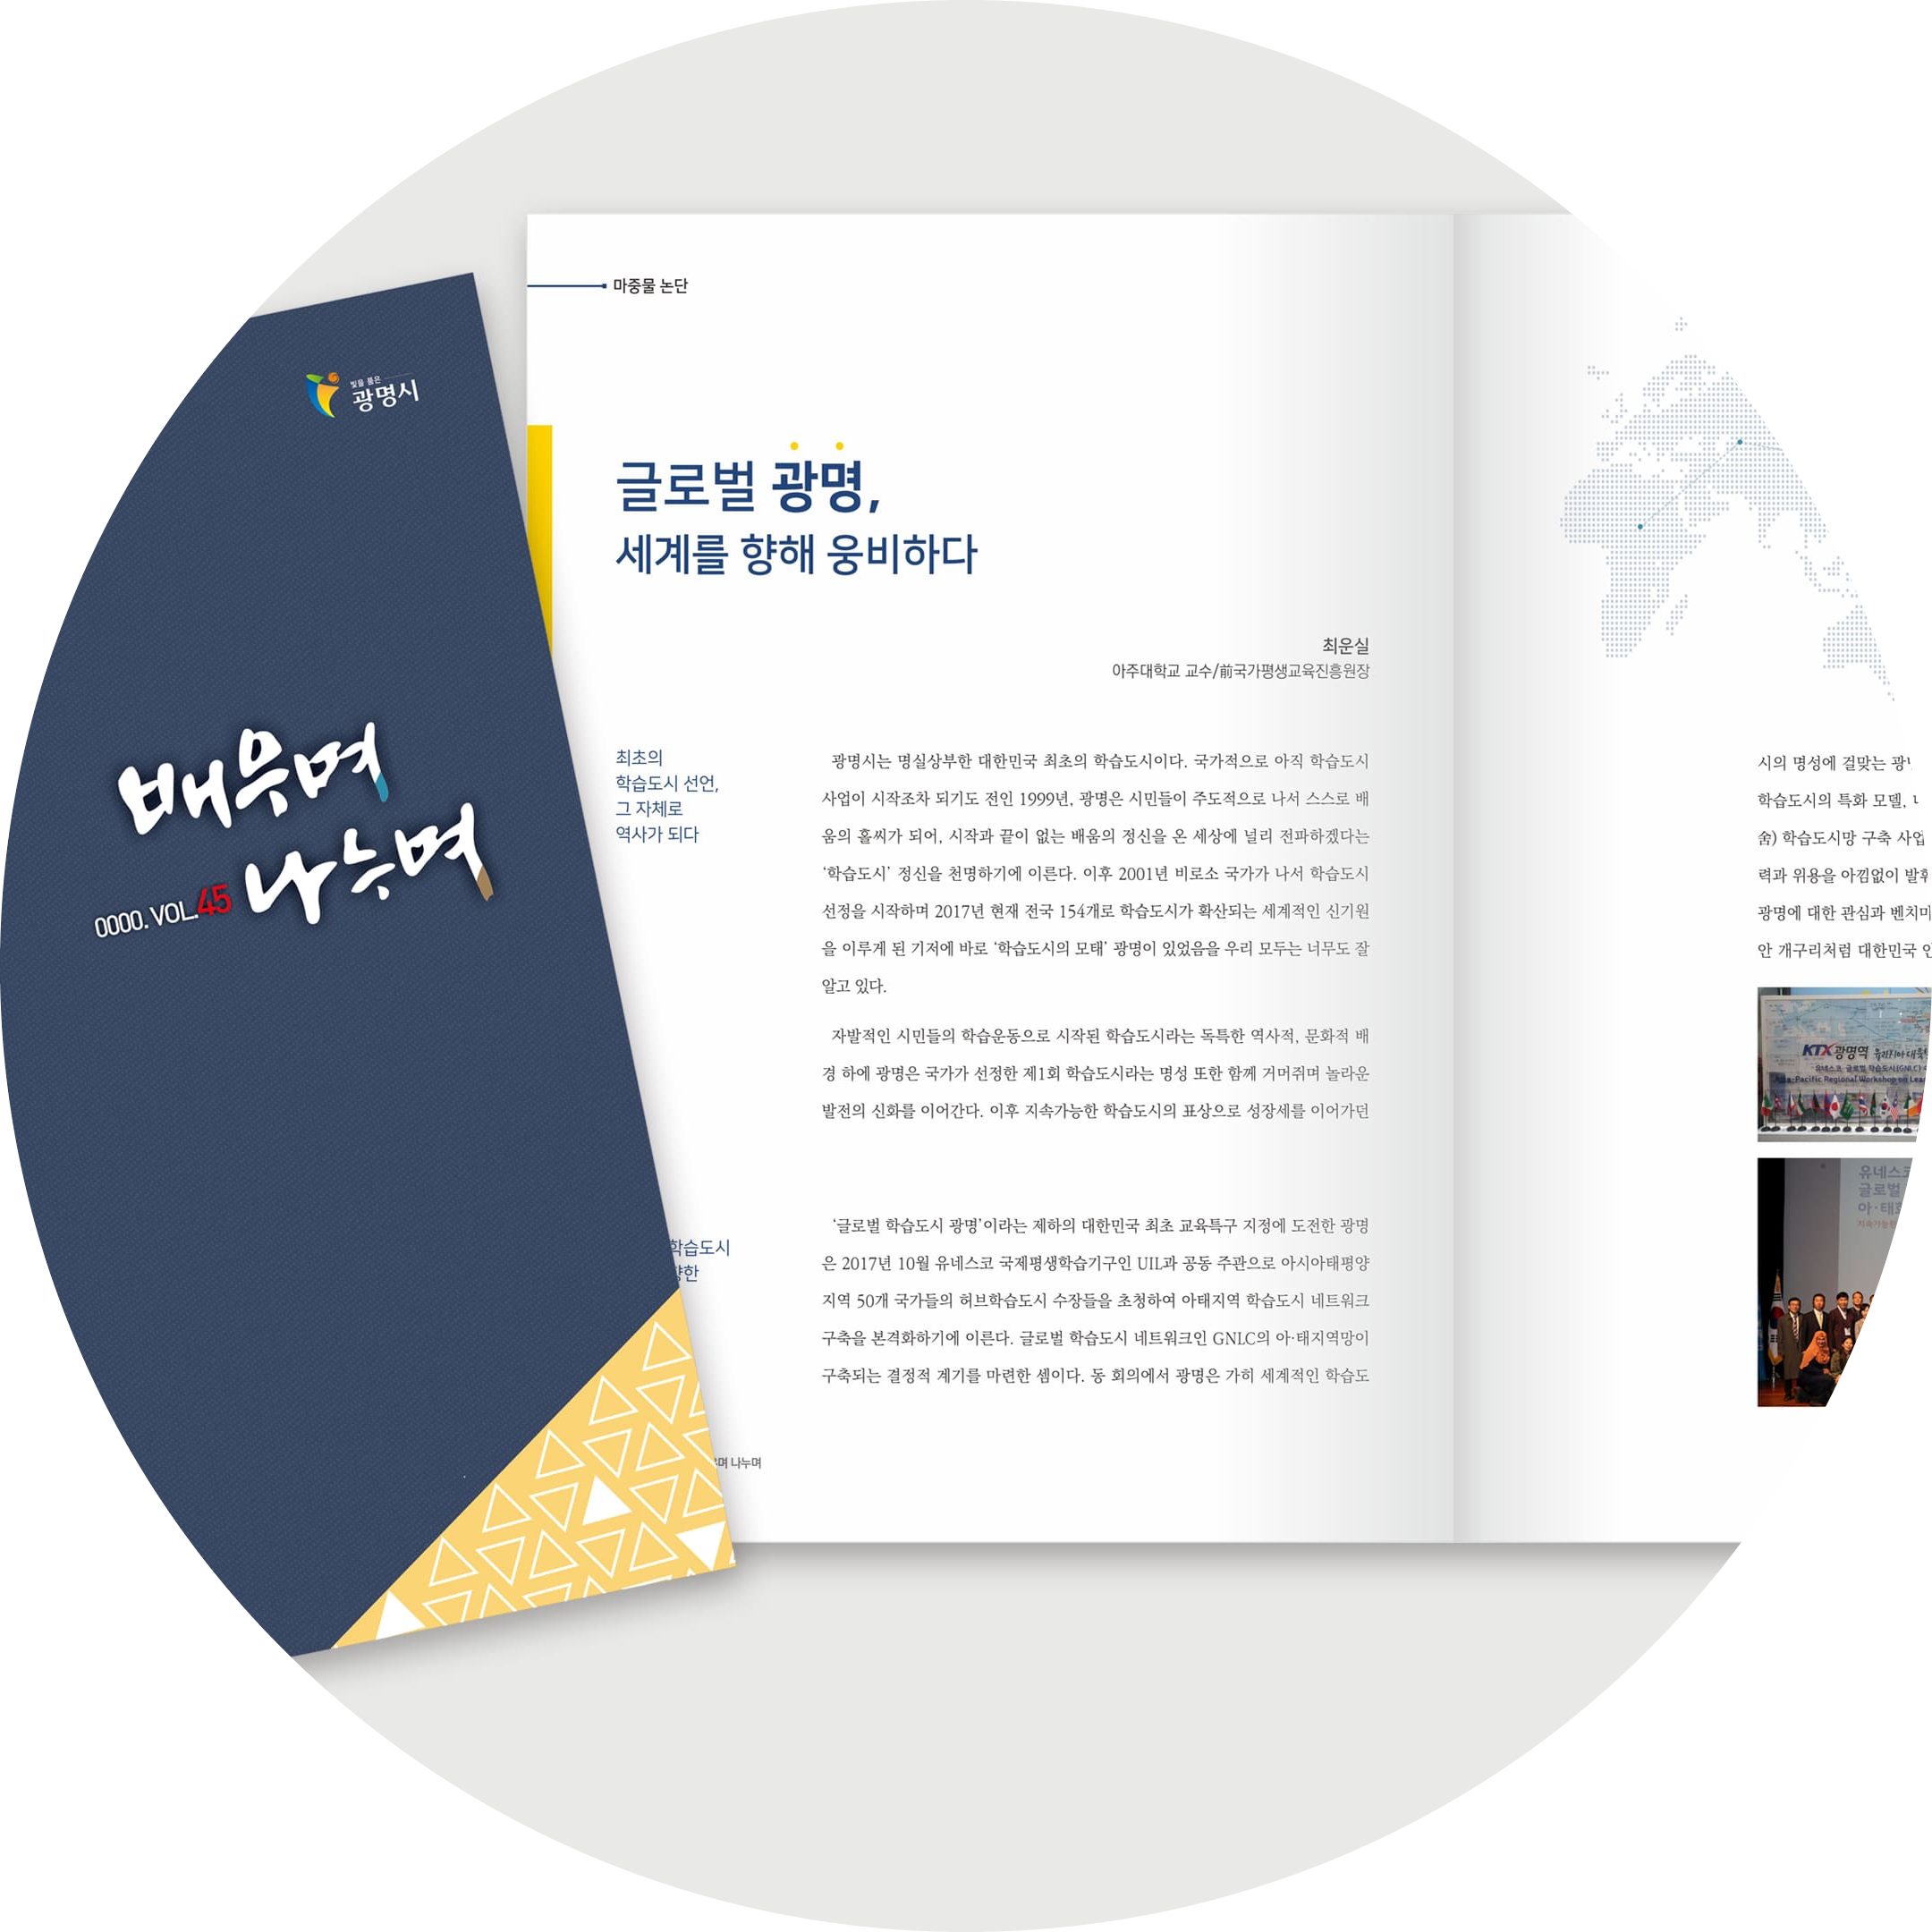 빛을 품은
광명시
배우며
나누며
0000. VOL.45
마중물 논단
글로벌 광명,
세계를 향해 웅비하다
최운실
아주대학교 교수/前국가평생교육진흥원장
최초의
학습도시 선언,
그 자체로
역사가 되다
광명시는 명실상부한 대한민국 최초의 학습도시이다. 국가적으로 아직 학습도시
사업이 시작조차 되기도 전인 1999년, 광명은 시민들이 주도적으로 나서 스스로 배
움의 홀씨가 되어, 시작과 끝이 없는 배움의 정신을 온 세상에 널리 전파하겠다는
‘학습도시’ 정신을 천명하기에 이른다. 이후 2001년 비로소 국가가 나서 학습도시
선정을 시작하며 2017년 현재 전국 154개로 학습도시가 확산되는 세계적인 신기원
을 이루게 된 기저에 바로 ‘학습도시의 모태’ 광명이 있었음을 우리 모두는 너무도 잘
알고 있다.
자발적인 시민들의 학습운동으로 시작된 학습도시라는 독특한 역사적, 문화적 배
경 하에 광명은 국가가 선정한 제1회 학습도시라는 명성 또한 함께 거머쥐며 놀라운
발전의 신화를 이어간다. 이후 지속가능한 학습도시의 표상으로 성장세를 이어가던
학습도시
향한
‘글로벌 학습도시 광명’이라는 제하의 대한민국 최초 교육특구 지정에 도전한 광명
은 2017년 10월 유네스코 국제평생학습기구인 UIL과 공동 주관으로 아시아태평양
지역 50개 국가들의 허브학습도시 수장들을 초청하여 아태지역 학습도시 네트워크
구축을 본격화하기에 이른다. 글로벌 학습도시 네트워크인 GNLC의 아·태지역망이
구축되는 결정적 계기를 마련한 셈이다. 동 회의에서 광명은 가히 세계적인 학습도
며 나누며
시의 명성에 걸맞는 광
학습도시의 특화 모델,
舍) 학습도시망 구축 사업
력과 위용을 아낌없이 발
광명에 대한 관심과 벤치마
안 개구리처럼 대한민국
KTX광명역 유라시아 대륙
유네스코 글로벌 학습도시(GNLC)
Asia-Pacific Regional Workshop on
유네스코
글로벌
아·태
지속가능한